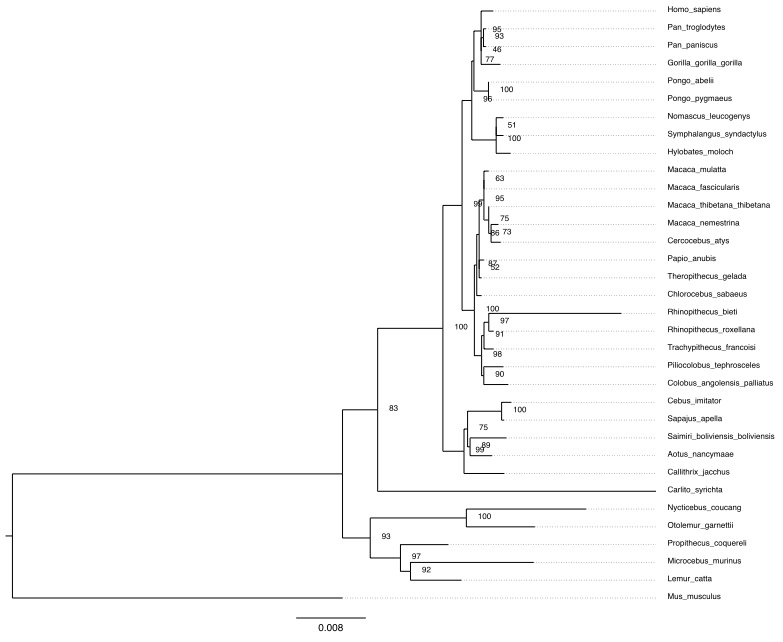 Homo_sapiens
95
Pan_troglodytes
93
46
Pan_paniscus
77
Gorilla_gorilla_gorilla
Pongo_abelii
100
96
Pongo_pygmaeus
Nomascus_leucogenys
51
Symphalangus_syndactylus
100
Hylobates_moloch
Macaca_mulatta
63
Macaca_fascicularis
95
99
Macaca_thibetana_thibetana
75
Macaca_nemestrina
86 73
Cercocebus_atys
Papio_anubis
87
52
Theropithecus_gelada
Chlorocebus_sabaeus
100
Rhinopithecus_bieti
97
100
Rhinopithecus_roxellana
91
Trachypithecus_francoisi
98
Piliocolobus_tephrosceles
90
Colobus_angolensis_palliatus
Cebus_imitator
83
100
Sapajus_apella
75
Saimiri_boliviensis_boliviensis
89
99
Aotus_nancymaae
Callithrix_jacchus
Carlito_syrichta
Nycticebus_coucang
100
Otolemur_garnettii
93
Propithecus_coquereli
97
Microcebus_murinus
92
Lemur_catta
Mus_musculus
0.008